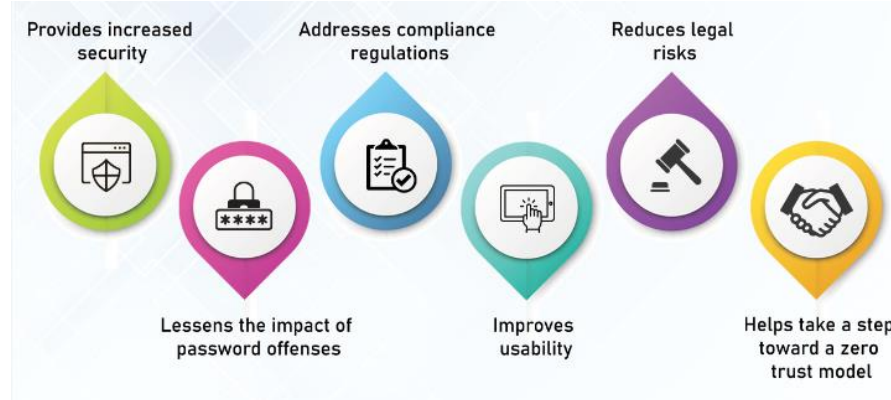 Provides increased
security
Addresses compliance
regulations
Reduces legal
risks
****
Lessens the impact of
password offenses
Improves
usability
Helps take a step
toward a zero
trust model